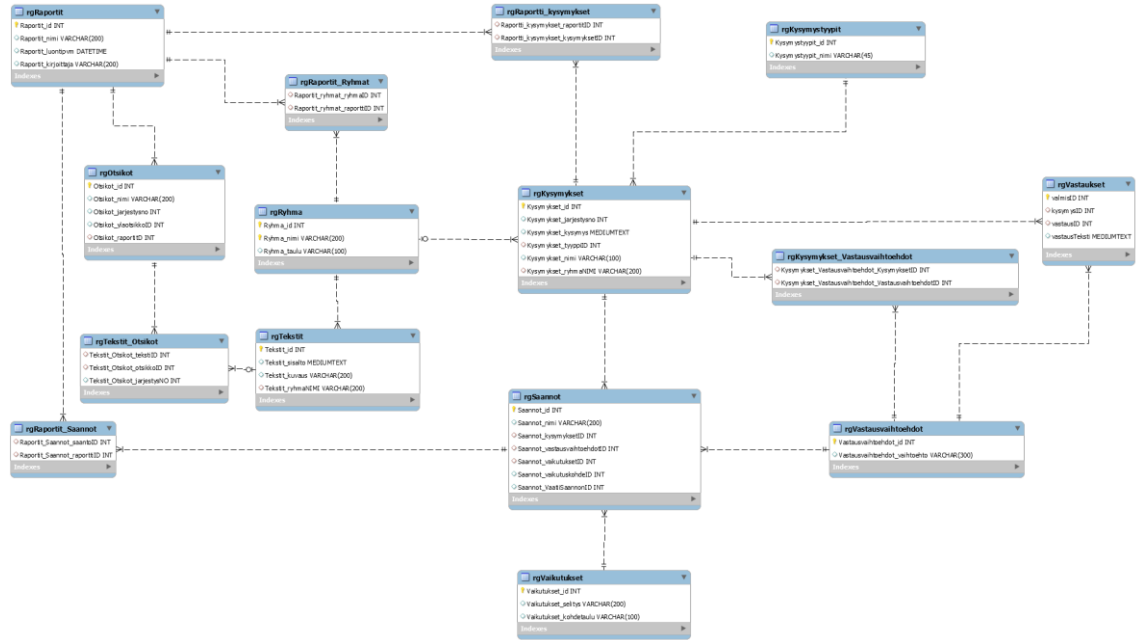 rgRaportit
Raportit_id INT
Raportit_nimi VARCHAR(200)
Raportit_luontipvm DATETIME
Raportit_kirjoittaja VARCHAR(200)
Indexes
rgRaportti_kysymykset
Raportti_kysymykset_raportitID INT
Raportti_kysymykset_kysymyksetID INT
Indexes
rgKysymystyypit
Kysymystyypit_id INT
Kysymystyypit_nimi VARCHAR(45)
Indexes
rgRaportit_Ryhmat
Raportit_ryhmat_ryhmaID INT
Raportit_ryhmat_raporttiID INT
Indexes
rgOtsikot
Otsikot_id INT
Otsikot_nimi VARCHAR(200)
Otsikot_jarjestysno INT
Otsikot_ylaotsikkoID INT
Otsikot_raporttiID INT
Indexes
rgRyhma
Ryhma_id INT
Ryhma_nimi VARCHAR(200)
Ryhma_taulu VARCHAR(100)
Indexes
rgKysymykset
Kysymykset_id INT
Kysymykset_jarjestysno INT
Kysymykset_kysymys MEDIUMTEXT
Kysymykset_tyyppiID INT
Kysymykset_nimi VARCHAR(100)
Kysymykset_ryhmaNIMI VARCHAR(200)
Indexes
rgVastaukset
valmisID INT
kysymysID INT
vastausID INT
vastausTeksti MEDIUMTEXT
Indexes
rgKysymykset_Vastausvaihtoehdot
Kysymykset_Vastausvaihtoehdot_KysymyksetID INT
Kysymykset_Vastausvaihtoehdot_VastausvaihtoehdotID INT
Indexes
rgTekstit_Otsikot
Tekstit_Otsikot_tekstiID INT
Tekstit_Otsikot_otsikkoID INT
Tekstit_Otsikot_jarjestysNO INT
Indexes
rgTekstit
Tekstit_id INT
Tekstit_sisalto MEDIUMTEXT
Tekstit_kuvaus VARCHAR(200)
Tekstit_ryhmaNIMI VARCHAR(200)
Indexes
rgRaportit_Saannot
Raportit_Saannot_saantoID INT
Raportit_Saannot_raporttiID INT
Indexes
rgSaannot
Saannot_id INT
Saannot_nimi VARCHAR(200)
Saannot_kysymyksetID INT
Saannot_vastausvaihtoehdotID INT
Saannot_vaikutuksetID INT
Saannot_vaikutuskohdeID INT
Saannot_VaatiiSaannonID INT
Indexes
rgVastausvaihtoehdot
Vastausvaihtoehdot_id INT
Vastausvaihtoehdot_vaihtoehto VARCHAR(300)
Indexes
rgVaikutukset
Vaikutukset_id INT
Vaikutukset_selitys VARCHAR(200)
Vaikutukset_kohdetaulu VARCHAR(100)
Indexes